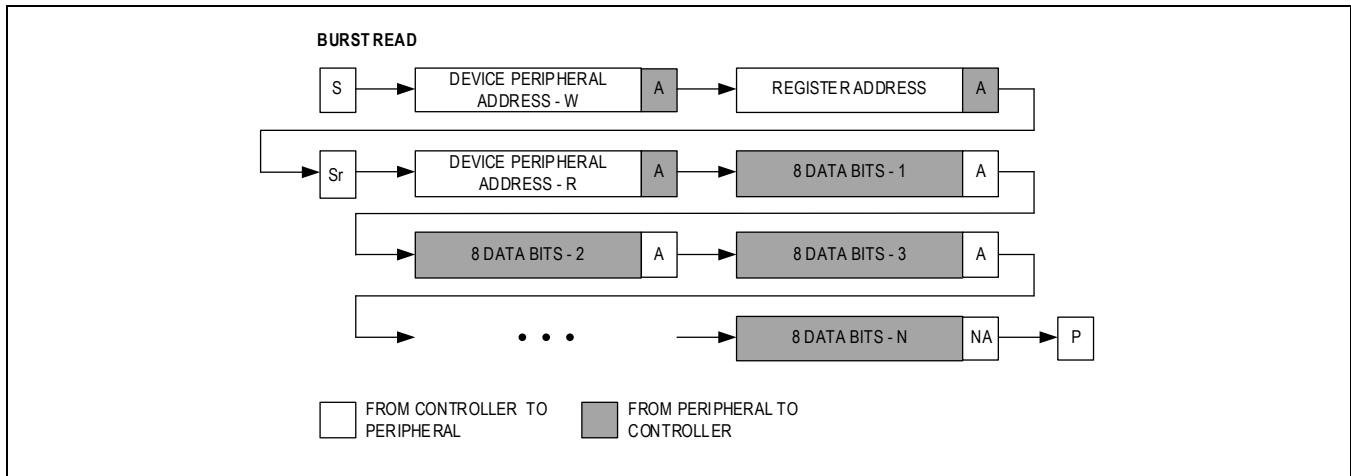 BURST READ
S
DEVICE PERIPHERAL
ADDRESS - W
A
REGISTER ADDRESS
A
Sr
DEVICE PERIPHERAL
ADDRESS - R
A
8 DATA BITS - 1
A
8 DATA BITS - 2
A
8 DATA BITS - 3
A
• • •
8 DATA BITS - N
NA
P
FROM CONTROLLER TO
PERIPHERAL
FROM PERIPHERAL TO
CONTROLLER